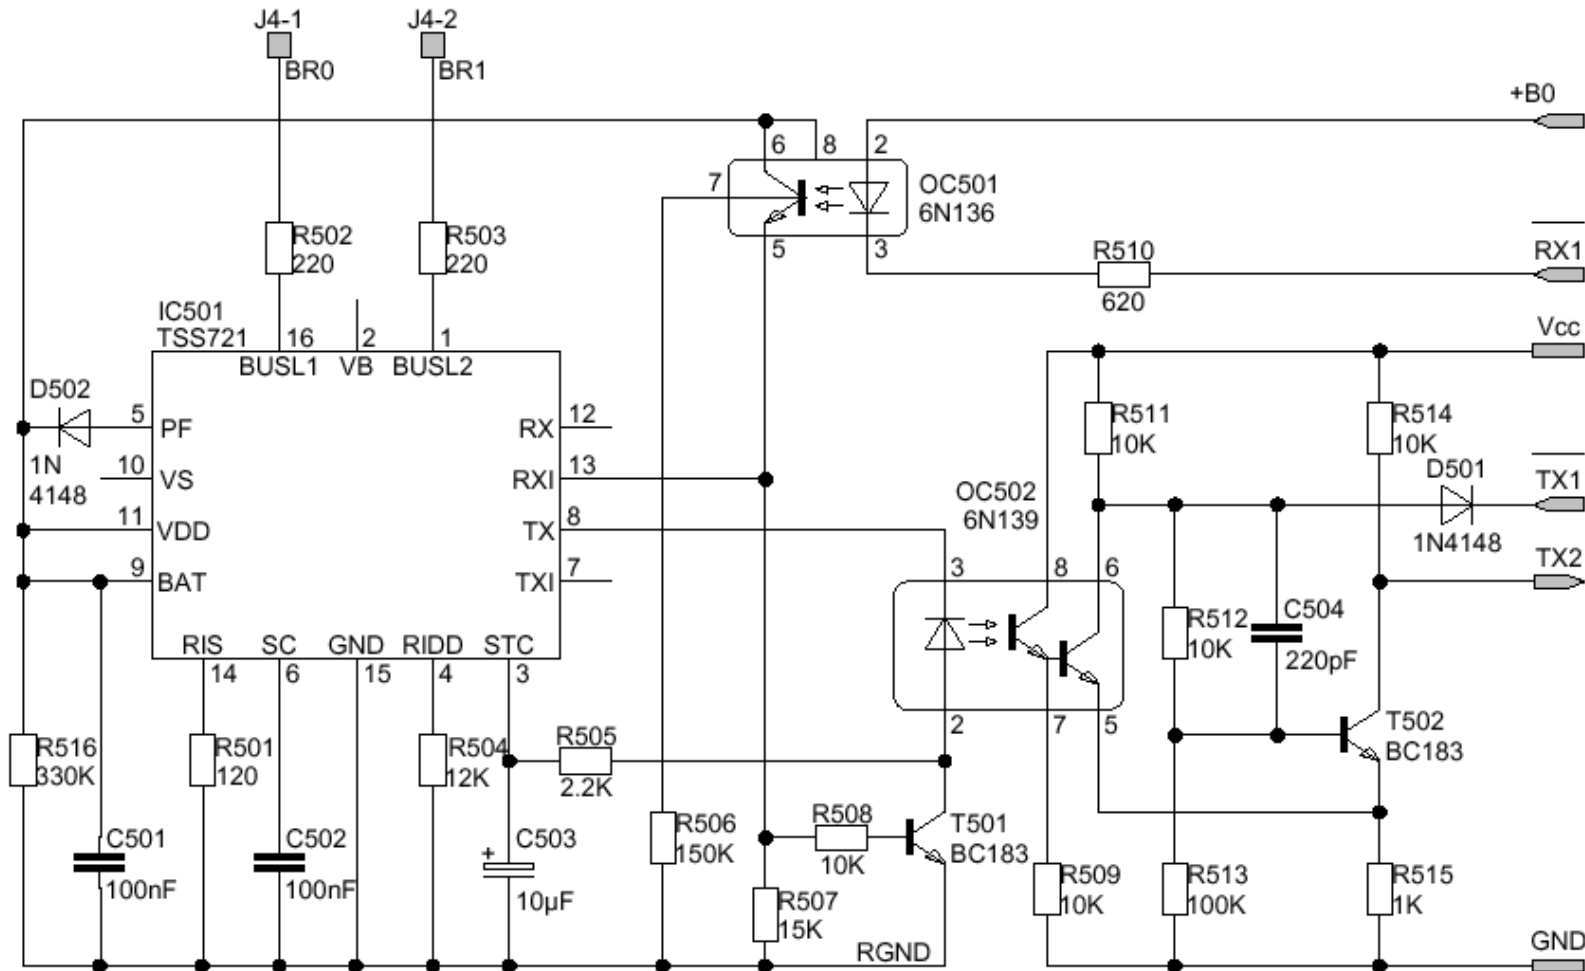 J4-1
J4-2
BR0
BR1
+B0
6
8
2
7
OC501
6N136
5
3
R502
220
R503
220
R510
620
RX1
IC501
TSS721
16
2
1
BUSL1
VB
BUSL2
Vcc
D502
5
PF
RX
12
1N
4148
10
VS
RXI
13
11
VDD
TX
8
9
BAT
TXI
7
R511
10K
R514
10K
D501
1N4148
TX1
TX2
OC502
6N139
3
8
6
R512
10K
C504
220pF
RIS
SC
GND
RIDD
STC
14
6
15
4
3
2
7
5
T502
BC183
R516
330K
R501
120
R504
12K
R505
2.2K
C501
100nF
C502
100nF
C503
+
10µF
R506
150K
R508
10K
T501
BC183
R507
15K
R509
10K
R513
100K
R515
1K
RGND
GND